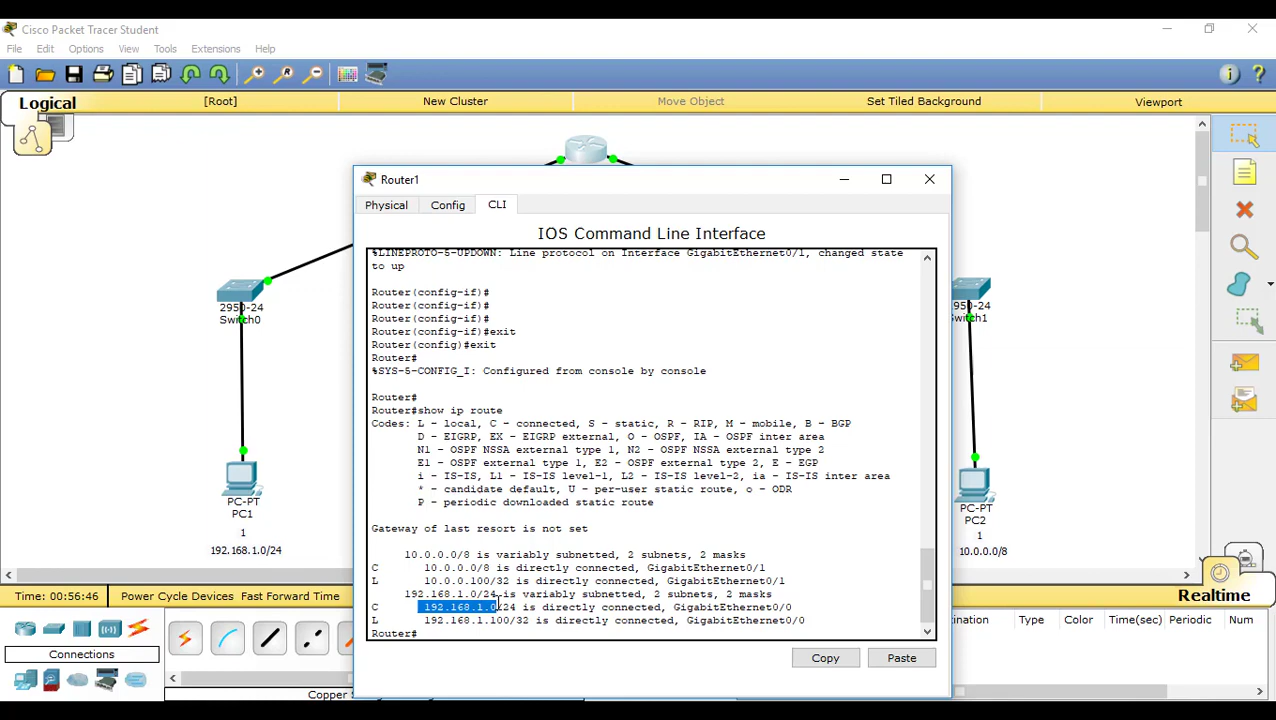 Cisco Packet Tracer Student
File Edit Options View Tools Extensions Help
Logical [Root] New Cluster Move Object Set Tiled Background Viewport
Router1
Physical Config CLI
IOS Command Line Interface
%LINEPROTO-5-UPDOWN: Line protocol on Interface GigabitEthernet0/1, changed state
to up
Router(config-if)#
Router(config-if)#
Router(config-if)#
Router(config-if)#exit
Router(config)#exit
Router#
%SYS-5-CONFIG_I: Configured from console by console
Router#
Router#show ip route
Codes: L - local, C - connected, S - static, R - RIP, M - mobile, B - BGP
D - EIGRP, EX - EIGRP external, O - OSPF, IA - OSPF inter area
N1 - OSPF NSSA external type 1, N2 - OSPF NSSA external type 2
E1 - OSPF external type 1, E2 - OSPF external type 2, E - EGP
i - IS-IS, L1 - IS-IS level-1, L2 - IS-IS level-2, ia - IS-IS inter area
* - candidate default, U - per-user static route, o - ODR
P - periodic downloaded static route
Gateway of last resort is not set
10.0.0.0/8 is variably subnetted, 2 subnets, 2 masks
C 10.0.0.0/8 is directly connected, GigabitEthernet0/1
L 10.0.0.100/32 is directly connected, GigabitEthernet0/1
192.168.1.0/24 is variably subnetted, 2 subnets, 2 masks
C 192.168.1.0/24 is directly connected, GigabitEthernet0/0
L 192.168.1.100/32 is directly connected, GigabitEthernet0/0
Router#
Copy Paste
2950-24
Switch0
PC-PT
PC1
1
192.168.1.0/24
Switch1
PC-PT
PC2
1
10.0.0.0/8
Time: 00:56:46 Power Cycle Devices Fast Forward Time Realtime
Connections
Type Color Time(sec) Periodic Num